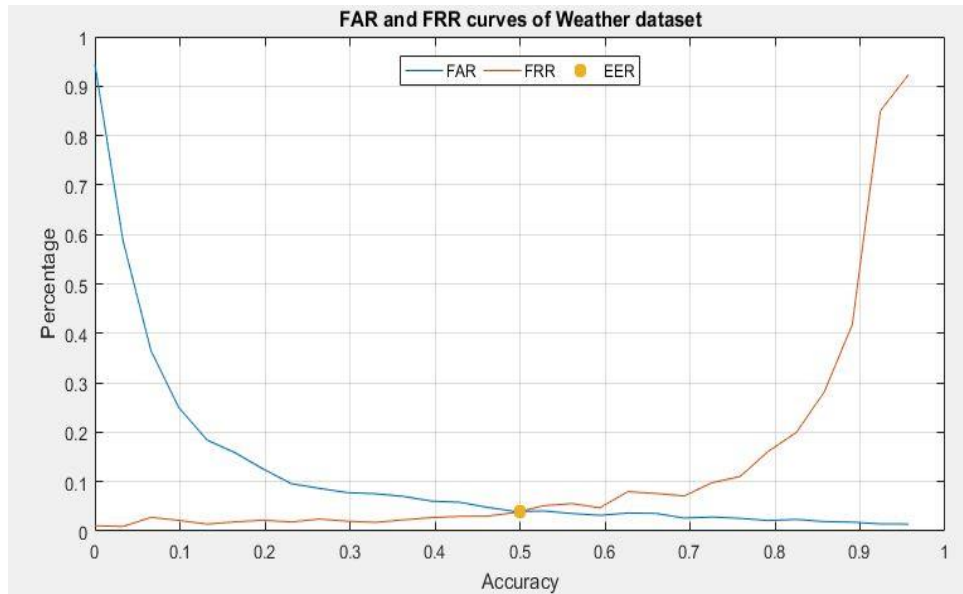 FAR and FRR curves of Weather dataset
FAR FRR EER
Percentage
1
0.9
0.8
0.7
0.6
0.5
0.4
0.3
0.2
0.1
0
0 0.1 0.2 0.3 0.4 0.5 0.6 0.7 0.8 0.9 1
Accuracy